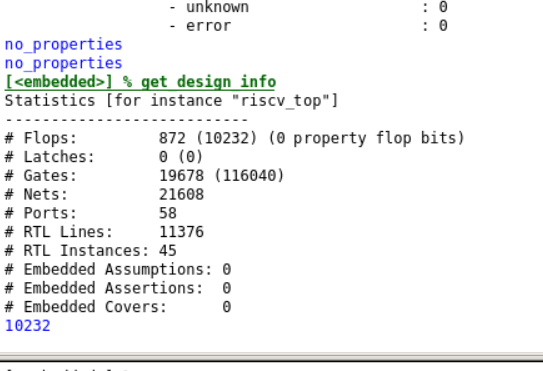 - unknown : 0
- error : 0
no_properties
no_properties
[<embedded>] % get_design_info
Statistics [for instance "riscv_top"]
---------------------------
# Flops: 872 (10232) (0 property flop bits)
# Latches: 0 (0)
# Gates: 19678 (116040)
# Nets: 21608
# Ports: 58
# RTL Lines: 11376
# RTL Instances: 45
# Embedded Assumptions: 0
# Embedded Assertions: 0
# Embedded Covers: 0
10232